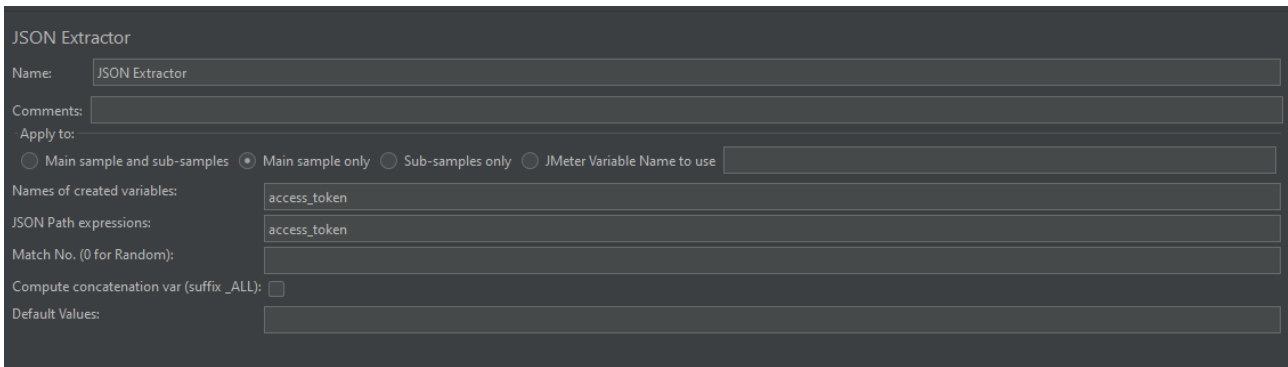 JSON Extractor
Name: JSON Extractor
Comments:
Apply to:
Main sample and sub-samples Main sample only Sub-samples only JMeter Variable Name to use
Names of created variables: access_token
JSON Path expressions: access_token
Match No. (0 for Random):
Compute concatenation var (suffix _ALL):
Default Values: